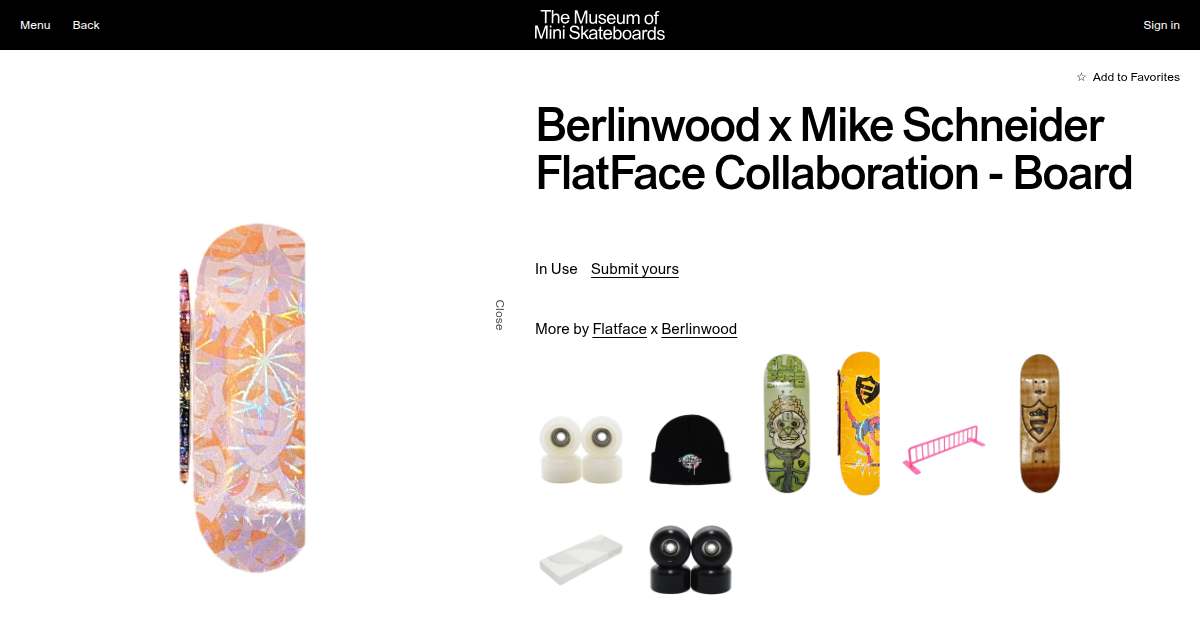 Menu Back
The Museum of
Mini Skateboards
Sign in
☆ Add to Favorites
Berlinwood x Mike Schneider
FlatFace Collaboration - Board
In Use Submit yours
Close
More by Flatface x Berlinwood